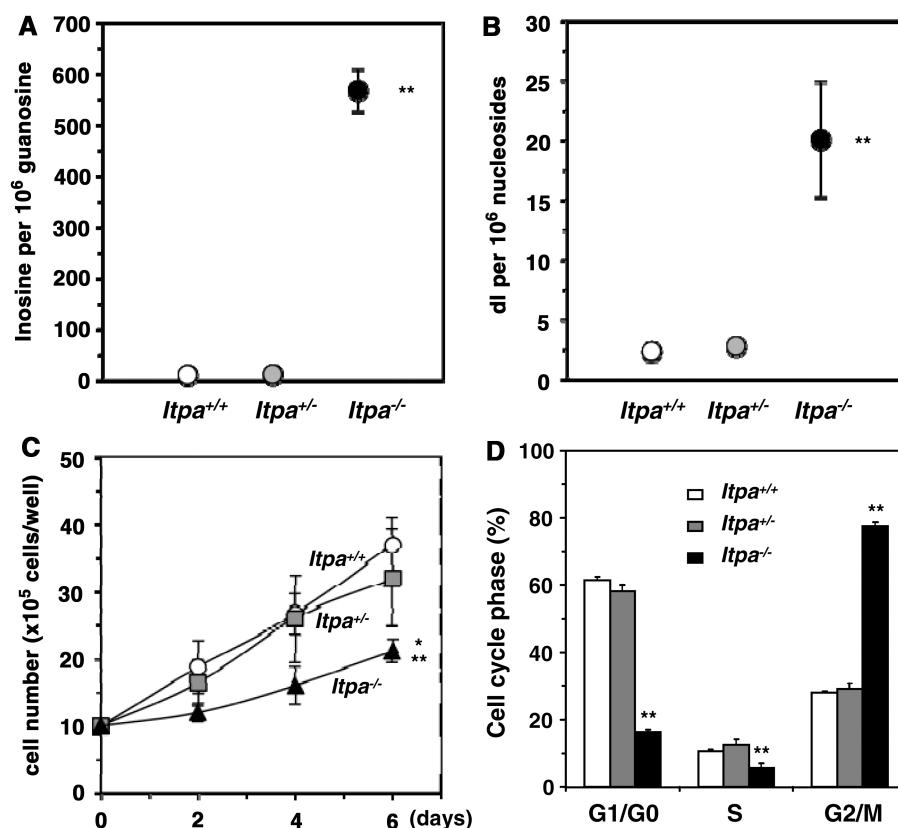 A
Inosine per 10⁶ guanosine
700
600
500
400
300
200
100
0
**
Itpa+/+ Itpa+/- Itpa-/-
B
dI per 10⁶ nucleosides
30
25
20
15
10
5
0
**
Itpa+/+ Itpa+/- Itpa-/-
C
cell number (x10⁵ cells/well)
50
40
30
20
10
0
Itpa+/+
Itpa+/-
Itpa-/-
*
**
0 2 4 6 (days)
D
Cell cycle phase (%)
100
80
60
40
20
0
Itpa+/+
Itpa+/-
Itpa-/-
**
**
**
G1/G0 S G2/M